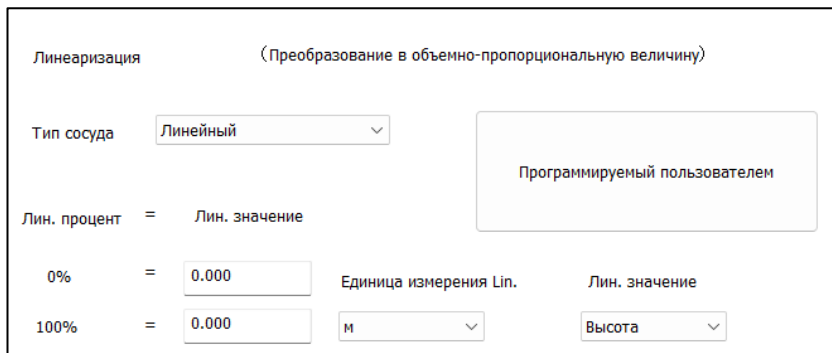 Линеаризация (Преобразование в объемно-пропорциональную величину)
Тип сосуда Линейный
Программируемый пользователем
Лин. процент = Лин. значение
0% = 0.000 Единица измерения Lin. Лин. значение
100% = 0.000 м Высота